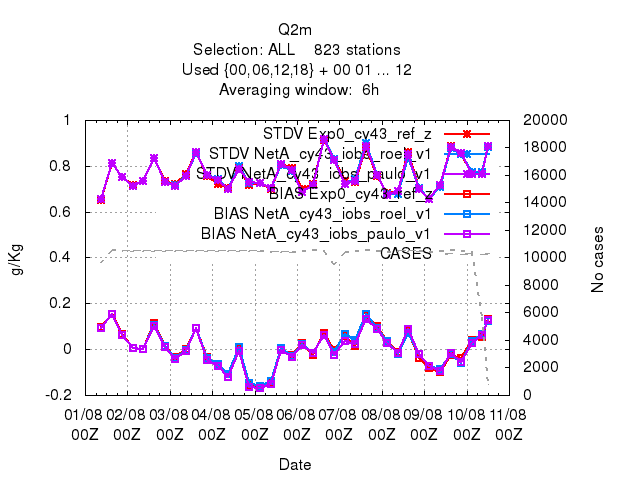 Q2m
Selection: ALL 823 stations
Used {00,06,12,18} + 00 01 ... 12
Averaging window: 6h
1 20000
STDV Exp0_cy43_ref_z
18000
STDV NetA_cy43_iobs_roel_v1
0.8
STDV NetA_cy43_iobs_paulo_v1
16000
BIAS Exp0_cy43_ref_z
14000
0.6
BIAS NetA_cy43_iobs_roel_v1
12000
BIAS NetA_cy43_iobs_paulo_v1
0.4 CASES 10000
g/Kg
No cases
8000
0.2
6000
4000
0
2000
-0.2 0
01/08 02/08 03/08 04/08 05/08 06/08 07/08 08/08 09/08 10/08 11/08
00Z 00Z 00Z 00Z 00Z 00Z 00Z 00Z 00Z 00Z 00Z
Date